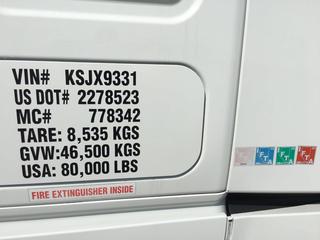 VIN# KSJX9331
US DOT# 2278523
MC# 778342
TARE: 8,535 KGS
GVW: 46,500 KGS
USA: 80,000 LBS
FIRE EXTINGUISHER INSIDE